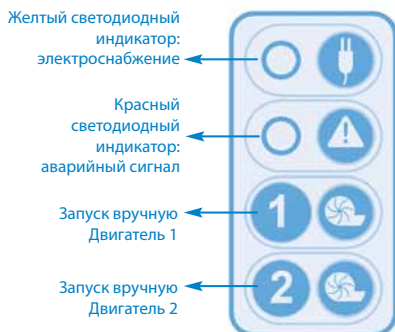 Желтый светодиодный
индикатор:
электроснабжение
Красный
светодиодный
индикатор:
аварийный сигнал
1
Запуск вручную
Двигатель 1
2
Запуск вручную
Двигатель 2